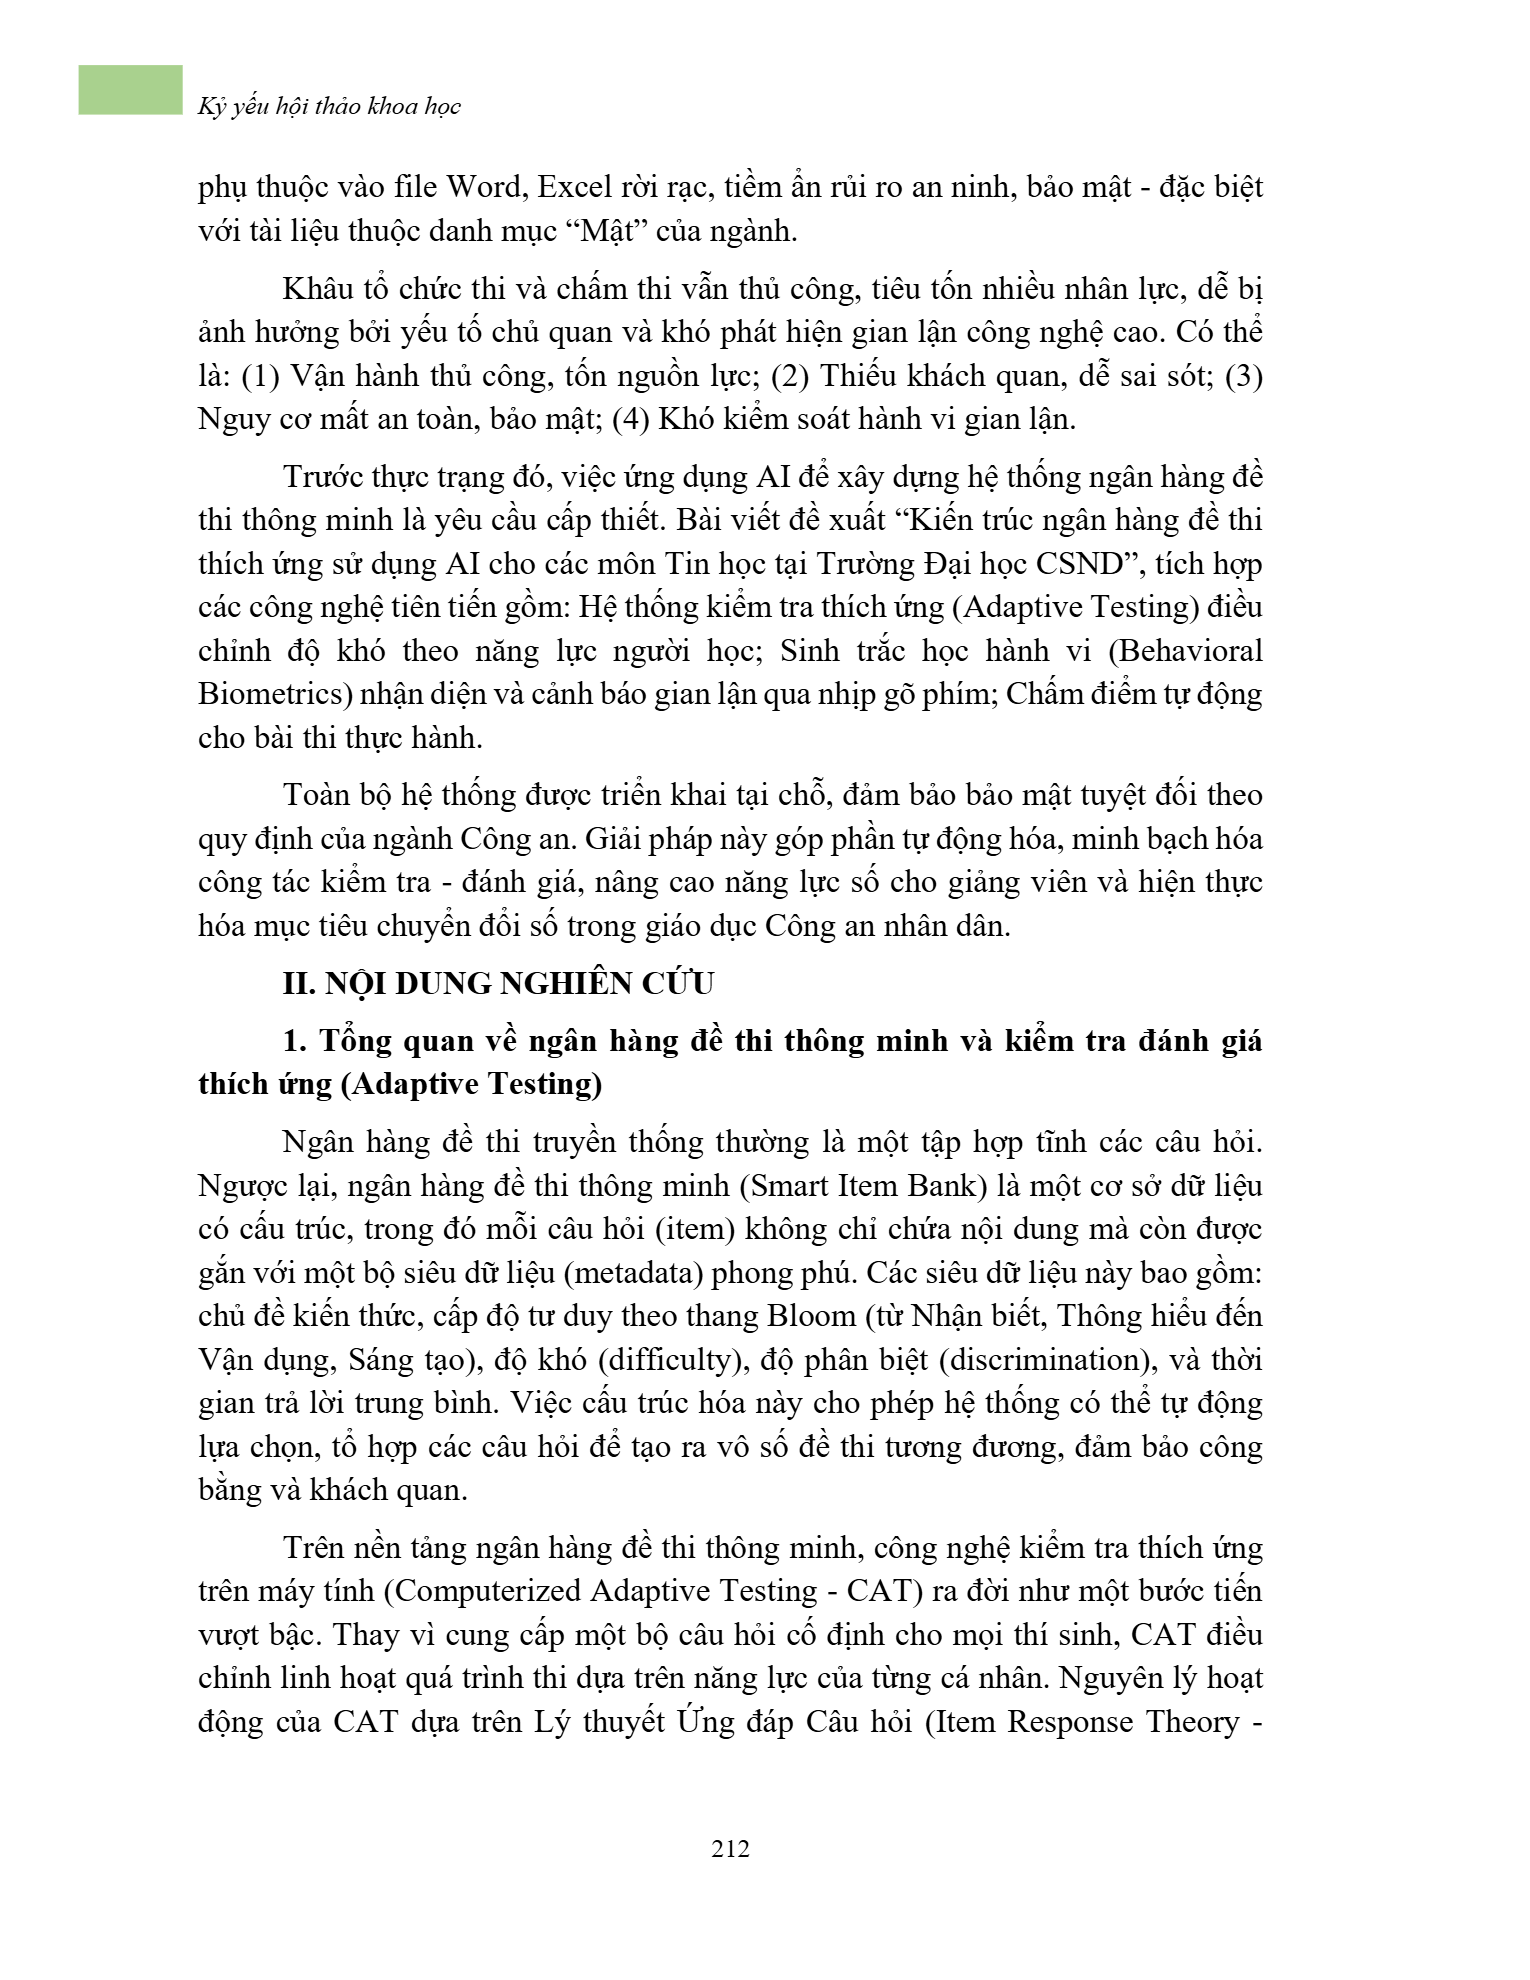 Kỷ yếu hội thảo khoa học
phụ thuộc vào file Word, Excel rời rạc, tiềm ẩn rủi ro an ninh, bảo mật - đặc biệt
với tài liệu thuộc danh mục “Mật” của ngành.
Khâu tổ chức thi và chấm thi vẫn thủ công, tiêu tốn nhiều nhân lực, dễ bị
ảnh hưởng bởi yếu tố chủ quan và khó phát hiện gian lận công nghệ cao. Có thể
là: (1) Vận hành thủ công, tốn nguồn lực; (2) Thiếu khách quan, dễ sai sót; (3)
Nguy cơ mất an toàn, bảo mật; (4) Khó kiểm soát hành vi gian lận.
Trước thực trạng đó, việc ứng dụng AI để xây dựng hệ thống ngân hàng đề
thi thông minh là yêu cầu cấp thiết. Bài viết đề xuất “Kiến trúc ngân hàng đề thi
thích ứng sử dụng AI cho các môn Tin học tại Trường Đại học CSND”, tích hợp
các công nghệ tiên tiến gồm: Hệ thống kiểm tra thích ứng (Adaptive Testing) điều
chỉnh độ khó theo năng lực người học; Sinh trắc học hành vi (Behavioral
Biometrics) nhận diện và cảnh báo gian lận qua nhịp gõ phím; Chấm điểm tự động
cho bài thi thực hành.
Toàn bộ hệ thống được triển khai tại chỗ, đảm bảo bảo mật tuyệt đối theo
quy định của ngành Công an. Giải pháp này góp phần tự động hóa, minh bạch hóa
công tác kiểm tra - đánh giá, nâng cao năng lực số cho giảng viên và hiện thực
hóa mục tiêu chuyển đổi số trong giáo dục Công an nhân dân.
II. NỘI DUNG NGHIÊN CỨU
1. Tổng quan về ngân hàng đề thi thông minh và kiểm tra đánh giá
thích ứng (Adaptive Testing)
Ngân hàng đề thi truyền thống thường là một tập hợp tĩnh các câu hỏi.
Ngược lại, ngân hàng đề thi thông minh (Smart Item Bank) là một cơ sở dữ liệu
có cấu trúc, trong đó mỗi câu hỏi (item) không chỉ chứa nội dung mà còn được
gắn với một bộ siêu dữ liệu (metadata) phong phú. Các siêu dữ liệu này bao gồm:
chủ đề kiến thức, cấp độ tư duy theo thang Bloom (từ Nhận biết, Thông hiểu đến
Vận dụng, Sáng tạo), độ khó (difficulty), độ phân biệt (discrimination), và thời
gian trả lời trung bình. Việc cấu trúc hóa này cho phép hệ thống có thể tự động
lựa chọn, tổ hợp các câu hỏi để tạo ra vô số đề thi tương đương, đảm bảo công
bằng và khách quan.
Trên nền tảng ngân hàng đề thi thông minh, công nghệ kiểm tra thích ứng
trên máy tính (Computerized Adaptive Testing - CAT) ra đời như một bước tiến
vượt bậc. Thay vì cung cấp một bộ câu hỏi cố định cho mọi thí sinh, CAT điều
chỉnh linh hoạt quá trình thi dựa trên năng lực của từng cá nhân. Nguyên lý hoạt
động của CAT dựa trên Lý thuyết Ứng đáp Câu hỏi (Item Response Theory -
212